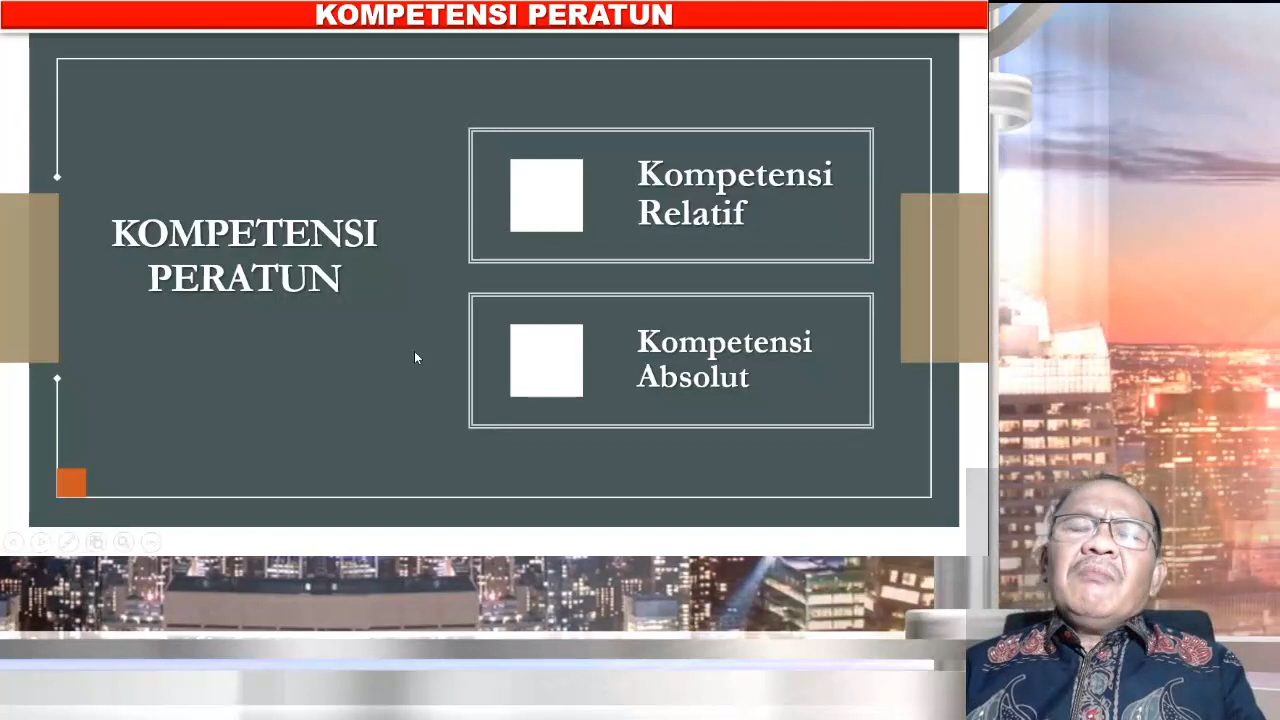 KOMPETENSI PERATUN
KOMPETENSI
PERATUN
Kompetensi
Relatif
Kompetensi
Absolut